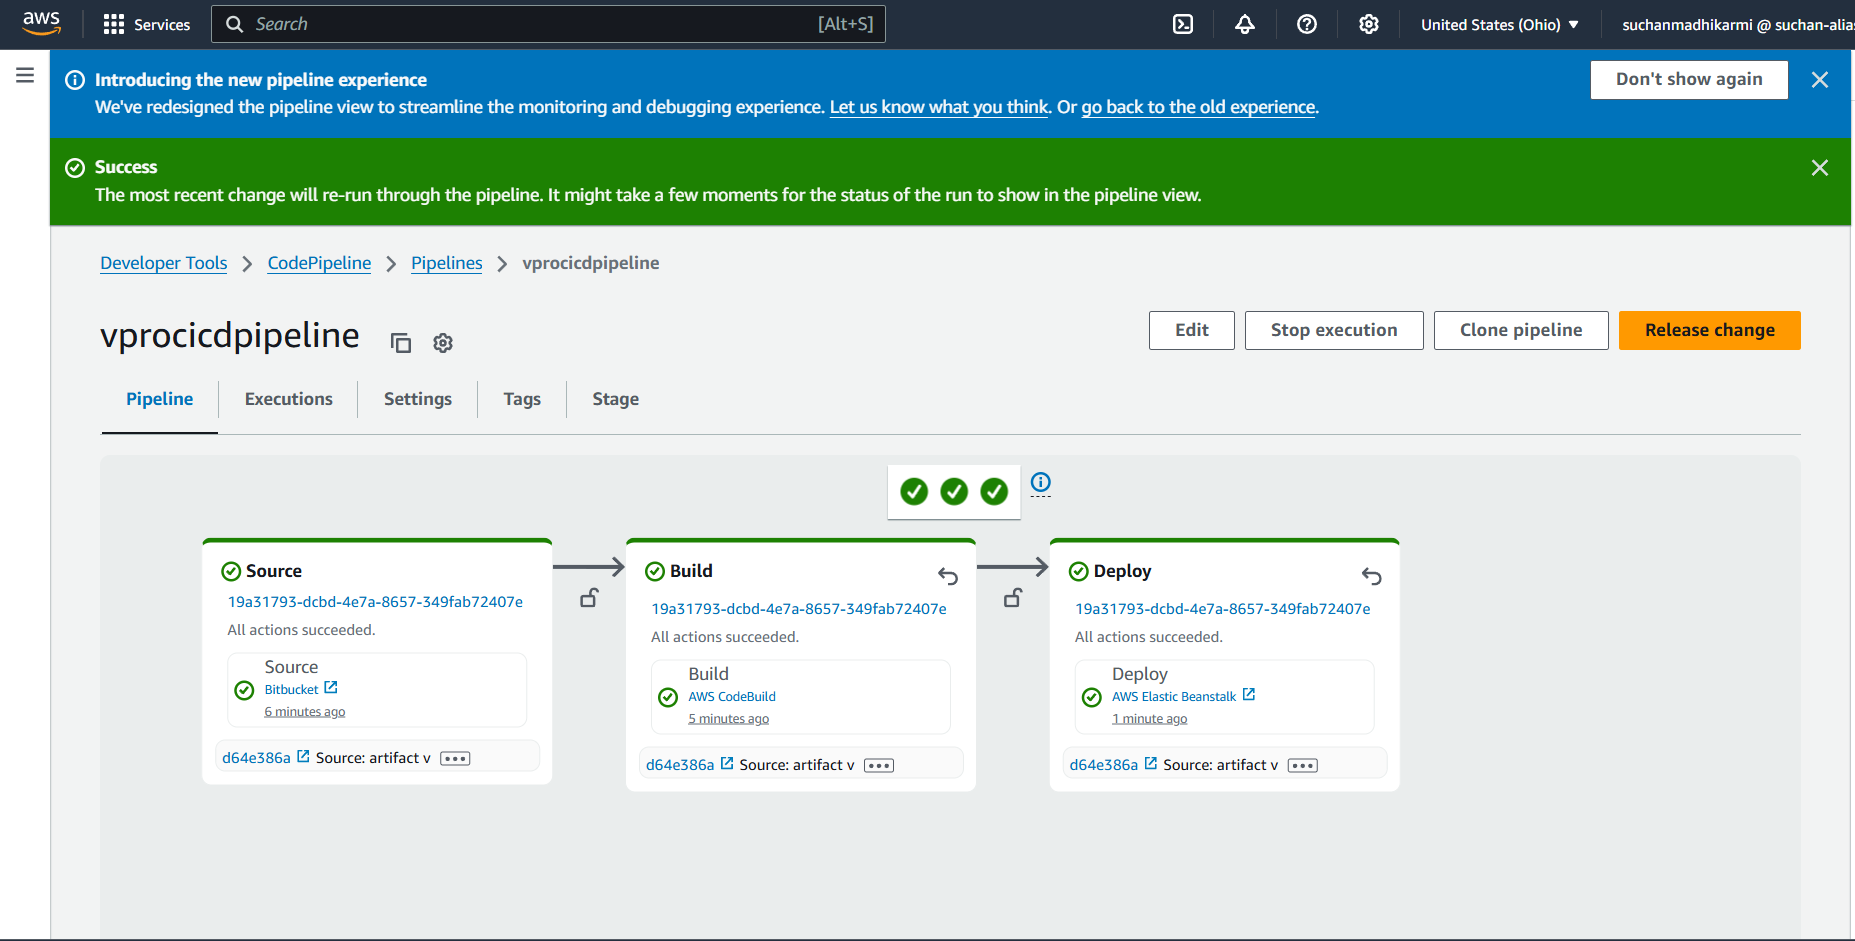 aws
Services
Search
[Alt+S]
United States (Ohio)
suchanmadhikarmi @ suchan-alia
Introducing the new pipeline experience
We've redesigned the pipeline view to streamline the monitoring and debugging experience. Let us know what you think. Or go back to the old experience.
Don't show again
Success
The most recent change will re-run through the pipeline. It might take a few moments for the status of the run to show in the pipeline view.
Developer Tools
CodePipeline
Pipelines
vprocicdpipeline
vprocicdpipeline
Edit
Stop execution
Clone pipeline
Release change
Pipeline
Executions
Settings
Tags
Stage
Source
19a31793-dcbd-4e7a-8657-349fab72407e
All actions succeeded.
Source
Bitbucket
6 minutes ago
d64e386a Source: artifact v
Build
19a31793-dcbd-4e7a-8657-349fab72407e
All actions succeeded.
Build
AWS CodeBuild
5 minutes ago
d64e386a Source: artifact v
Deploy
19a31793-dcbd-4e7a-8657-349fab72407e
All actions succeeded.
Deploy
AWS Elastic Beanstalk
1 minute ago
d64e386a Source: artifact v